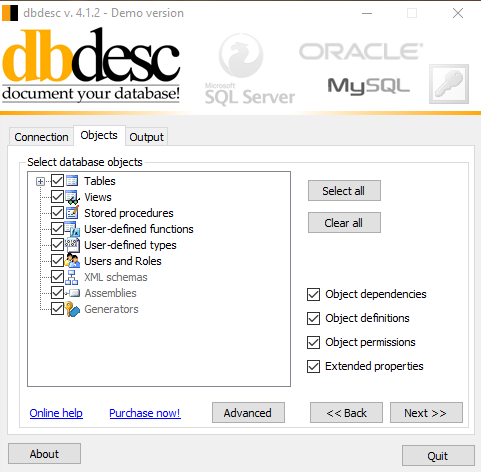 dbdesc v. 4.1.2 - Demo version
dbdesc
document your database!
Microsoft
SQL Server
ORACLE
MySQL
Connection Objects Output
Select database objects
Tables
Views
Stored procedures
User-defined functions
User-defined types
Users and Roles
XML schemas
Assemblies
Generators
Select all
Clear all
Object dependencies
Object definitions
Object permissions
Extended properties
Online help Purchase now! Advanced << Back Next >>
About Quit